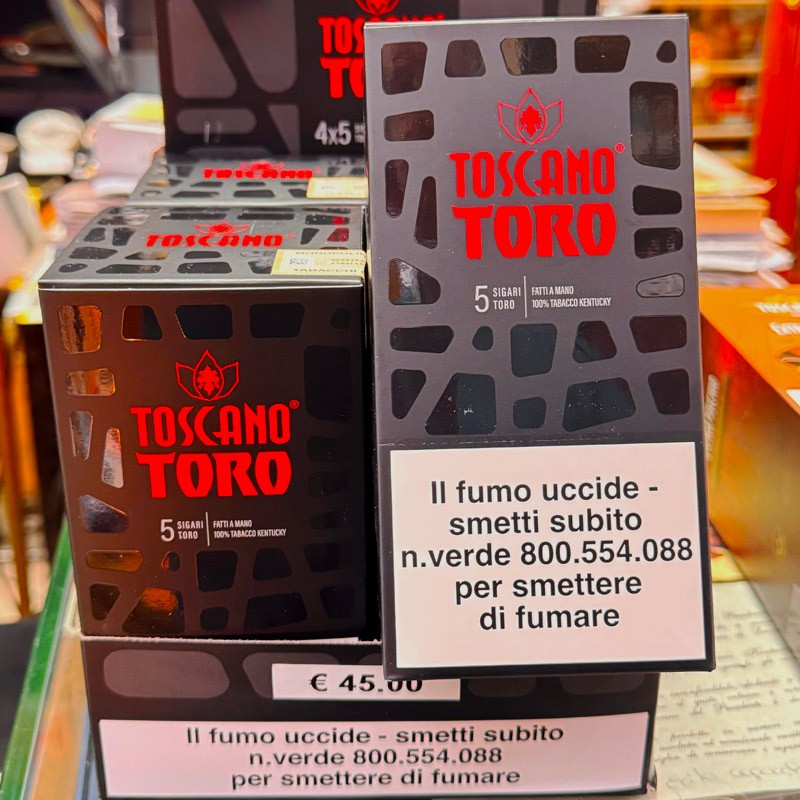 TOSCANO
TORO
4x5
TOSCANO
TOSCANO
TABACCHI
TOSCANO®
TORO
5 SIGARI TORO
FATTI A MANO
100% TABACCO KENTUCKY
Il fumo uccide -
smetti subito
n.verde 800.554.088
per smettere
di fumare
TOSCANO®
TORO
5 SIGARI TORO
FATTI A MANO
100% TABACCO KENTUCKY
€ 45.00
Il fumo uccide - smetti subito
n.verde 800.554.088
per smettere di fumare